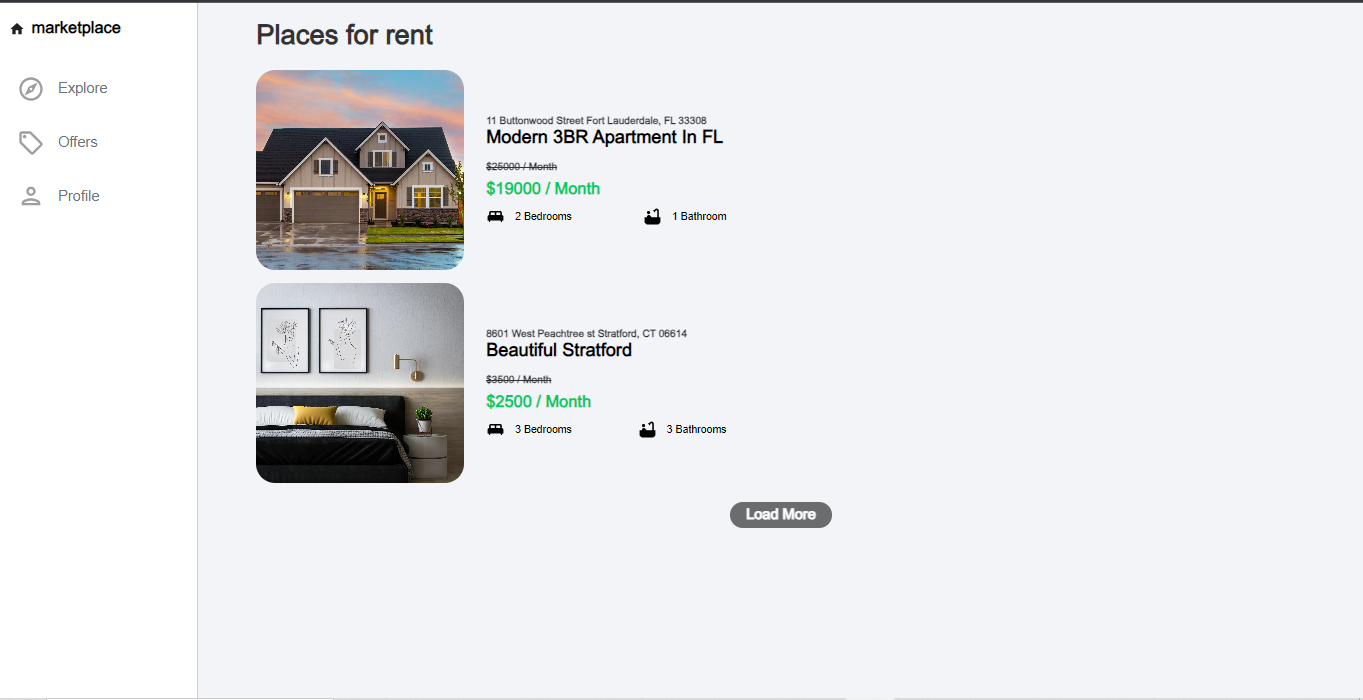 marketplace
Explore
Offers
Profile
Places for rent
11 Buttonwood Street Fort Lauderdale, FL 33308
Modern 3BR Apartment In FL
$25000 / Month
$19000 / Month
2 Bedrooms 1 Bathroom
8601 West Peachtree st Stratford, CT 06614
Beautiful Stratford
$3500 / Month
$2500 / Month
3 Bedrooms 3 Bathrooms
Load More